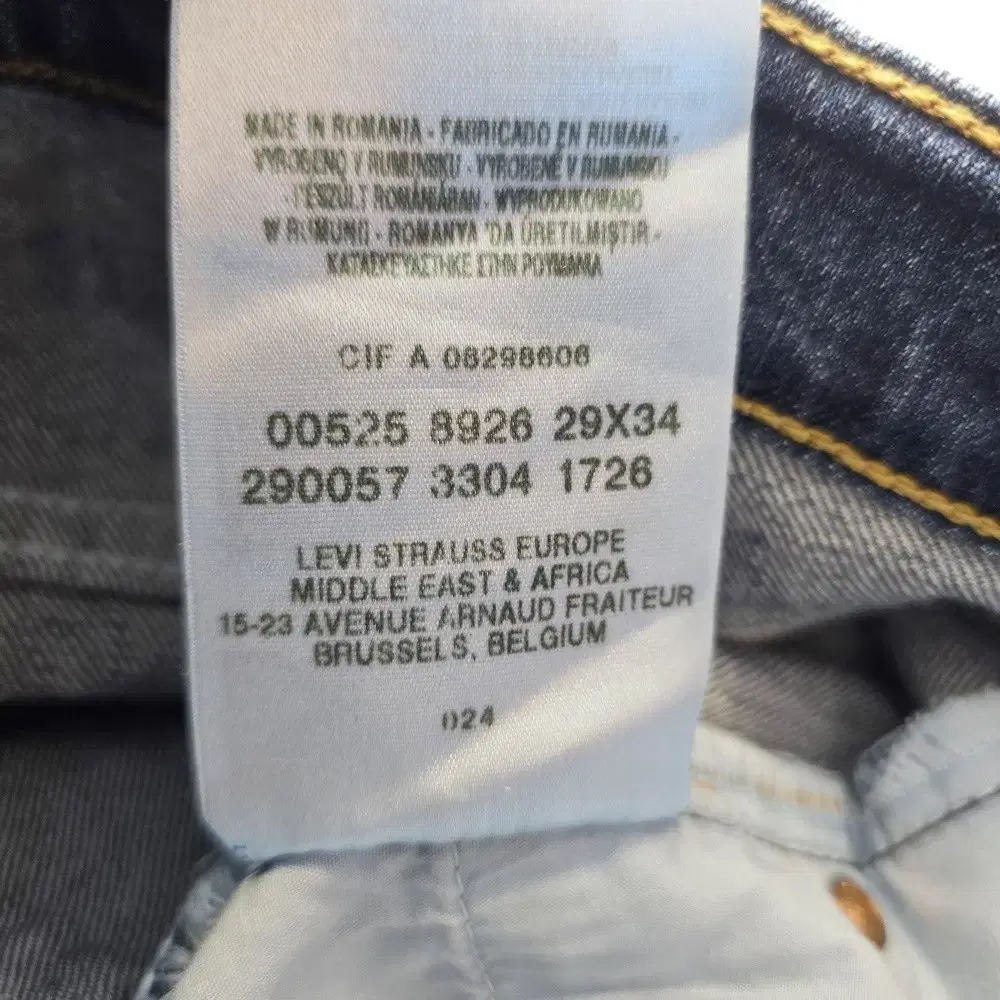 MADE IN ROMANIA - FABRICADO EN RUMANIA -
VYROBENO V RUMUNSKU - VYROBENÉ V RUMUNSKU
ROMÁNIÁBAN - WYPRODUKOWANO
W RUMUNII - ROMANYA 'DA ÜRETILMIŞTIR -
ΚΑΤΑΣΚΕΥΑΣΤΗΚΕ ΣΤΗΝ ΡΟΥΜΑΝΙΑ
CIF A 08298606
00525 8926 29X34
290057 3304 1726
LEVI STRAUSS EUROPE
MIDDLE EAST & AFRICA
15-23 AVENUE ARNAUD FRAITEUR
BRUSSELS, BELGIUM
024